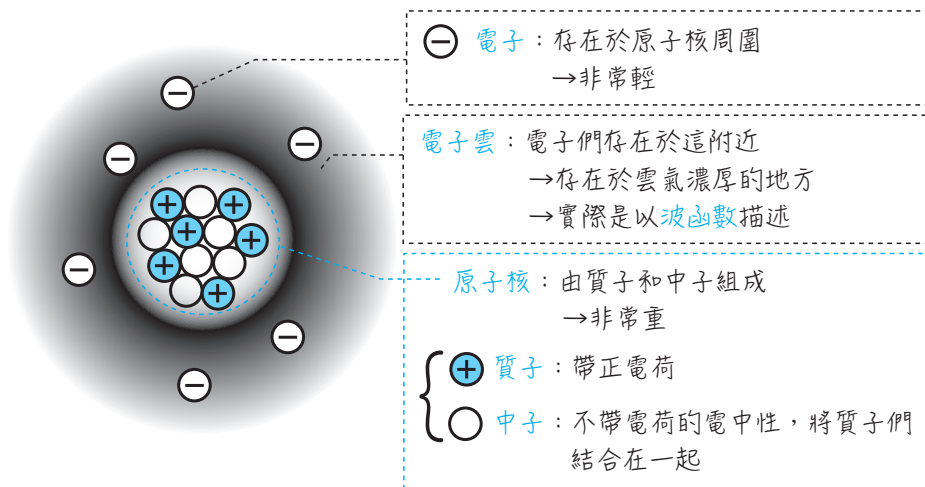 電子：存在於原子核周圍
→非常輕
電子雲：電子們存在於這附近
→存在於雲氣濃厚的地方
→實際是以波函數描述
原子核：由質子和中子組成
→非常重
質子：帶正電荷
中子：不帶電荷的電中性，將質子們
結合在一起